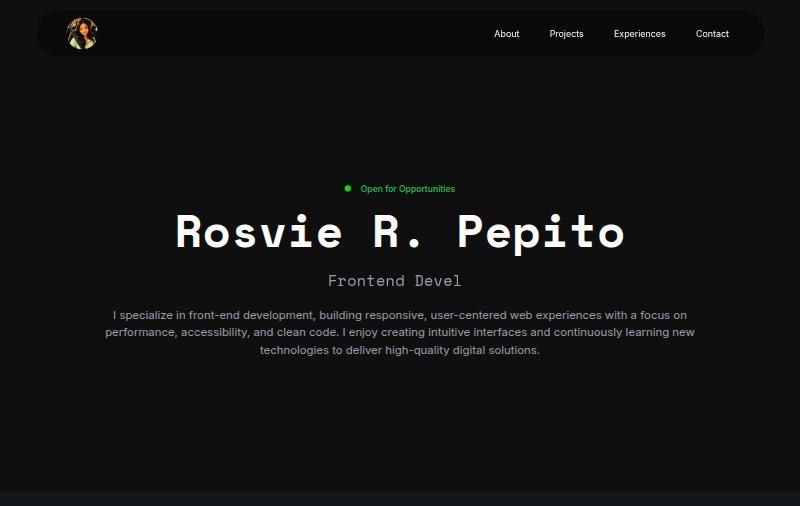 About Projects Experiences Contact
Open for Opportunities
Rosvie R. Pepito
Frontend Devel
I specialize in front-end development, building responsive, user-centered web experiences with a focus on
performance, accessibility, and clean code. I enjoy creating intuitive interfaces and continuously learning new
technologies to deliver high-quality digital solutions.